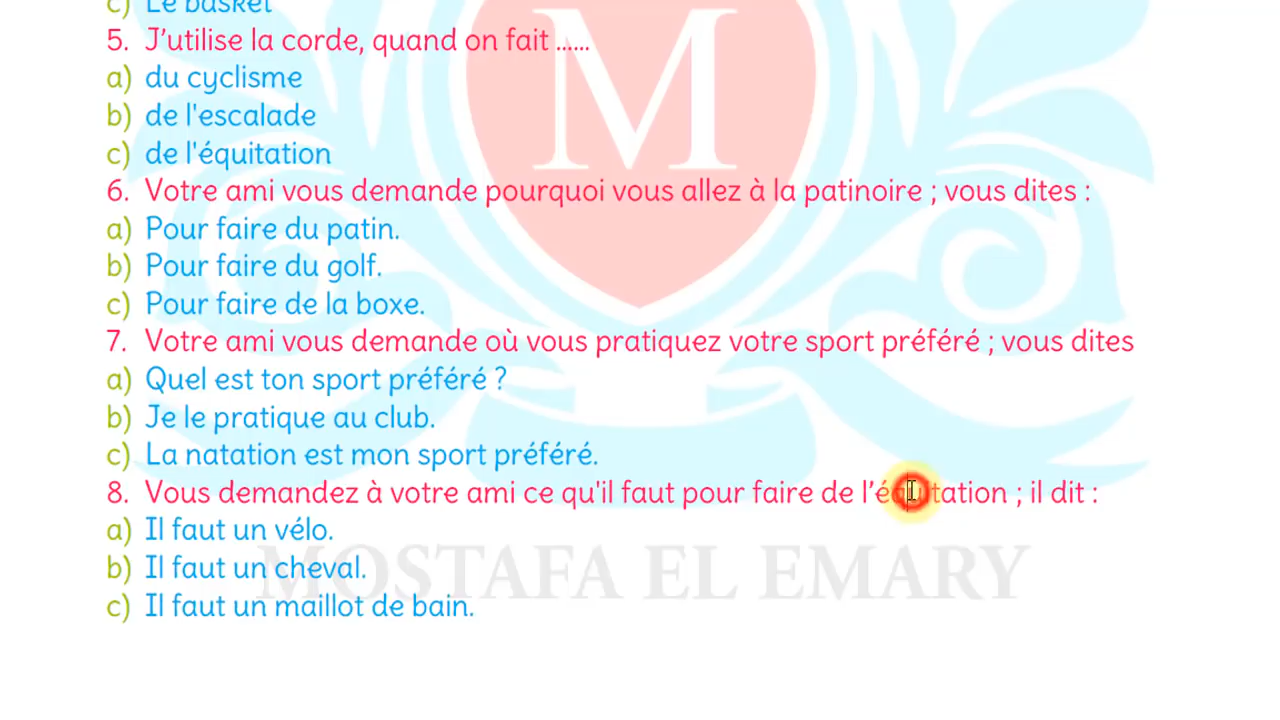 c) Le basket
5. J'utilise la corde, quand on fait ......
a) du cyclisme
b) de l'escalade
c) de l'équitation
6. Votre ami vous demande pourquoi vous allez à la patinoire ; vous dites :
a) Pour faire du patin.
b) Pour faire du golf.
c) Pour faire de la boxe.
7. Votre ami vous demande où vous pratiquez votre sport préféré ; vous dites
a) Quel est ton sport préféré ?
b) Je le pratique au club.
c) La natation est mon sport préféré.
8. Vous demandez à votre ami ce qu'il faut pour faire de l'équitation ; il dit :
a) Il faut un vélo.
b) Il faut un cheval.
c) Il faut un maillot de bain.
M
MOSTAFA EL EMARY